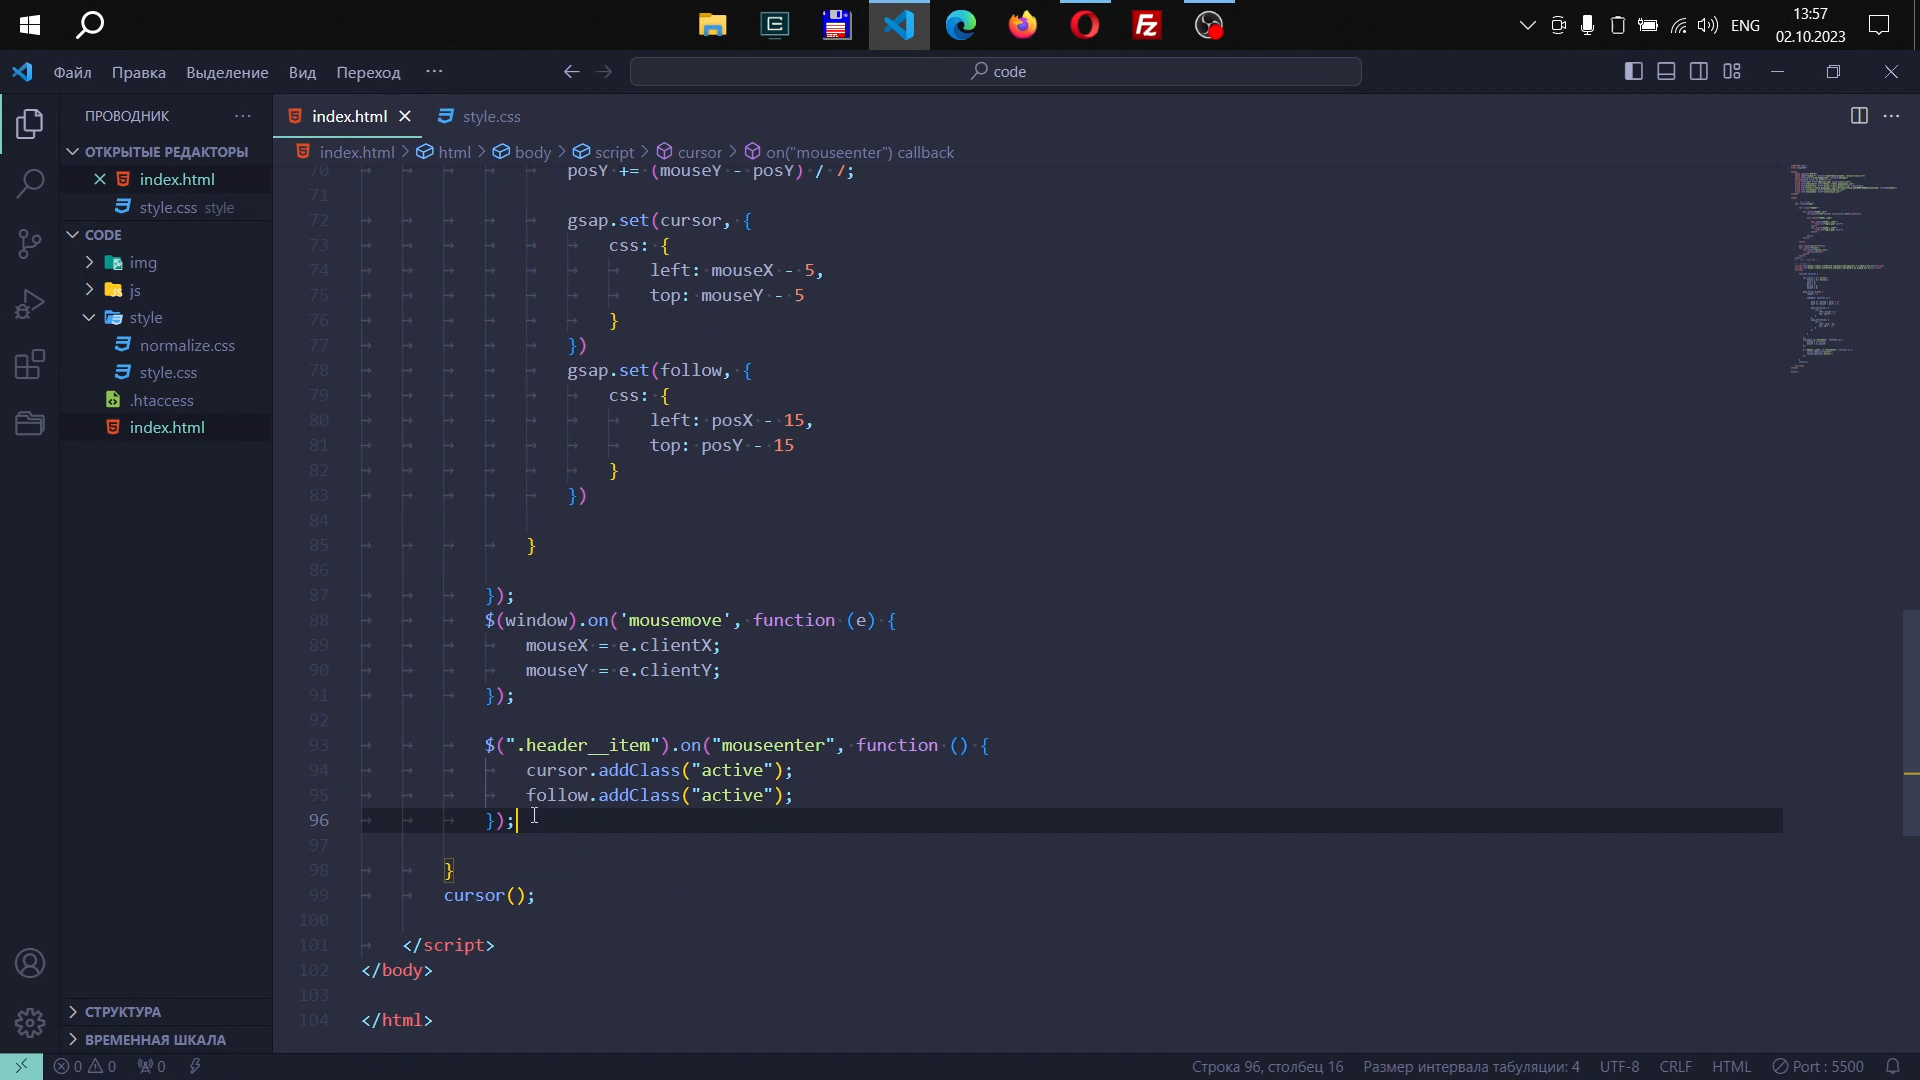 ENG
13:57
02.10.2023
Файл Правка Выделение Вид Переход ···
code
ПРОВОДНИК
ОТКРЫТЫЕ РЕДАКТОРЫ
index.html
style.css style
CODE
img
js
style
normalize.css
style.css
.htaccess
index.html
СТРУКТУРА
ВРЕМЕННАЯ ШКАЛА
index.html style.css
index.html > html > body > script > cursor > on("mouseenter") callback
70 posY += (mouseY - posY) / 7;
71
72 gsap.set(cursor, {
73 css: {
74 left: mouseX - 5,
75 top: mouseY - 5
76 }
77 })
78 gsap.set(follow, {
79 css: {
80 left: posX - 15,
81 top: posY - 15
82 }
83 })
84
85 }
86
87 });
88 $(window).on('mousemove', function (e) {
89 mouseX = e.clientX;
90 mouseY = e.clientY;
91 });
92
93 $(".header__item").on("mouseenter", function () {
94 cursor.addClass("active");
95 follow.addClass("active");
96 });
97
98 }
99 cursor();
100
101 </script>
102 </body>
103
104 </html>
0 0 0
Строка 96, столбец 16 Размер интервала табуляции: 4 UTF-8 CRLF HTML Port : 5500